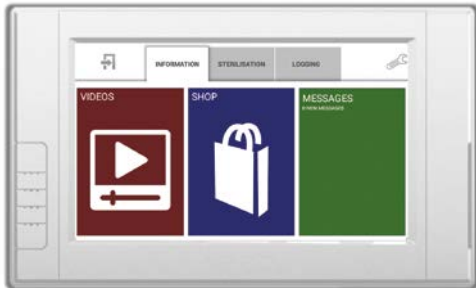 INFORMATION
STERILISATION
LOGGING
VIDEOS
SHOP
MESSAGES